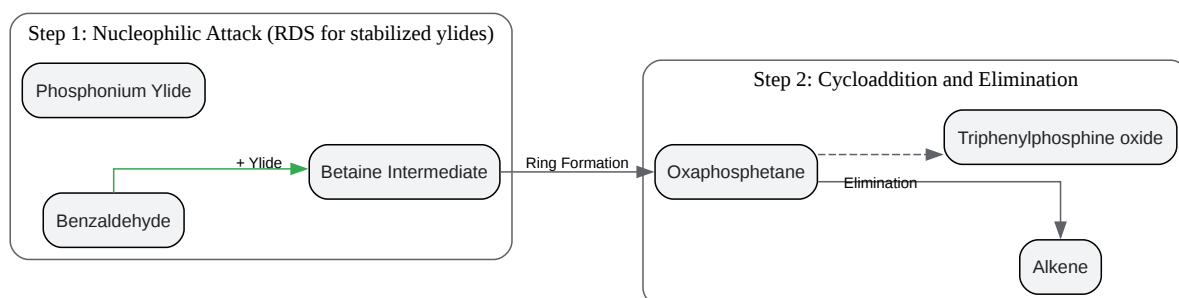 Step 1: Nucleophilic Attack (RDS for stabilized ylides)
Phosphonium Ylide
+ Ylide
Betaine Intermediate
Benzaldehyde
Ring Formation
Step 2: Cycloaddition and Elimination
Triphenylphosphine oxide
Oxaphosphetane
Elimination
Alkene